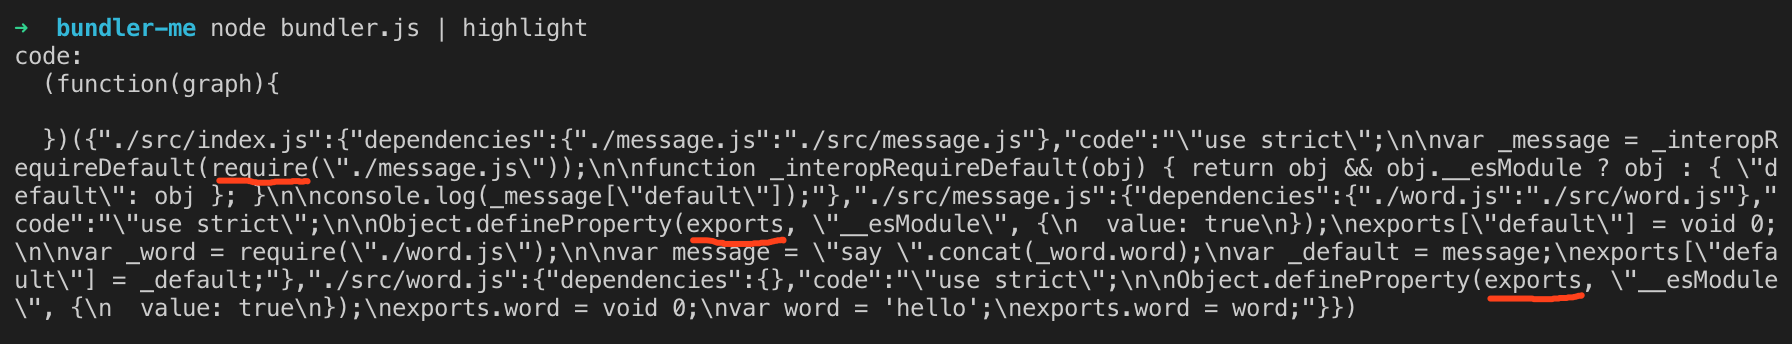 →  bundler-me node bundler.js | highlight
code:
  (function(graph){

  })({"./src/index.js":{"dependencies":{"./message.js":"./src/message.js"},"code":"\"use strict\";\n\nvar _message = _interopR
equireDefault(require(\"./message.js\"));\n\nfunction _interopRequireDefault(obj) { return obj && obj.__esModule ? obj : { \"d
efault\": obj }; }\n\nconsole.log(_message[\"default\"]);"},"./src/message.js":{"dependencies":{"./word.js":"./src/word.js"},"
code":"\"use strict\";\n\nObject.defineProperty(exports, \"__esModule\", {\n  value: true\n});\nexports[\"default\"] = void 0;
\n\nvar _word = require(\"./word.js\");\n\nvar message = \"say \".concat(_word.word);\nvar _default = message;\nexports[\"defa
ult\"] = _default;"},"./src/word.js":{"dependencies":{},"code":"\"use strict\";\n\nObject.defineProperty(exports, \"__esModule
\", {\n  value: true\n});\nexports.word = void 0;\nvar word = 'hello';\nexports.word = word;"}})